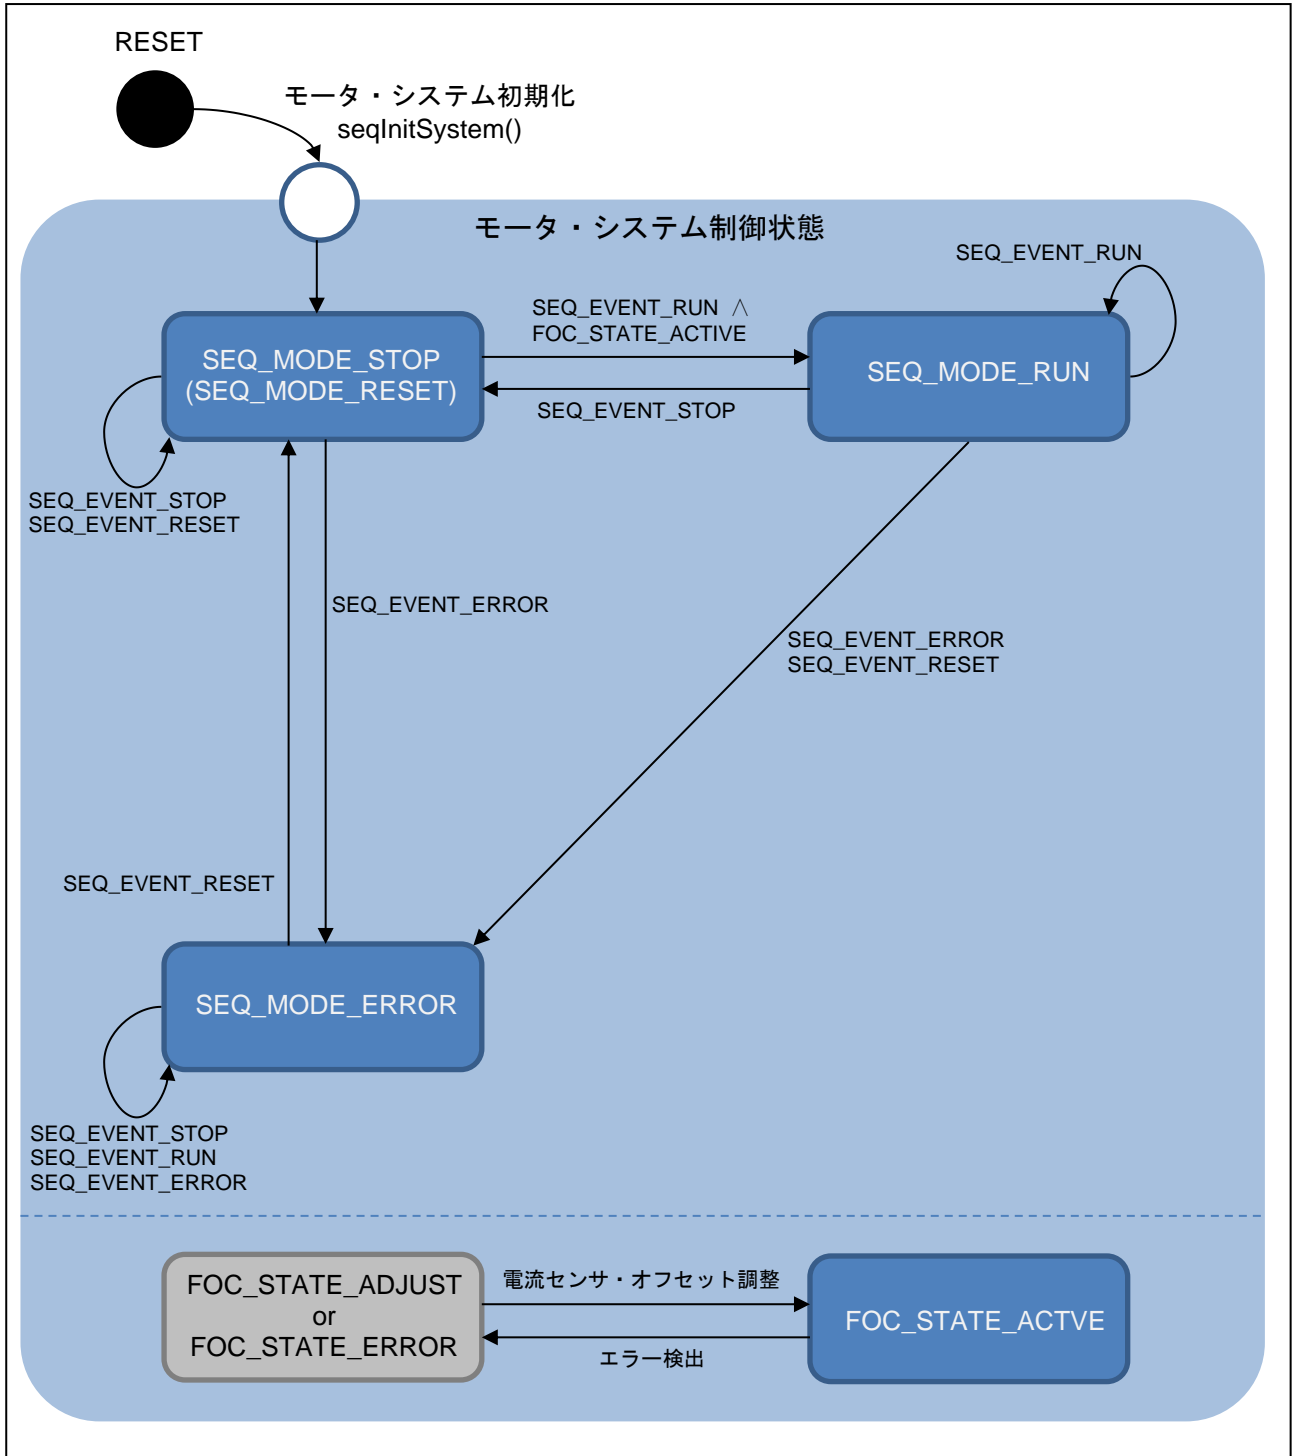 RESET
モータ・システム初期化
seqInitSystem()
モータ・システム制御状態
SEQ_EVENT_RUN
SEQ_EVENT_RUN ∧
FOC_STATE_ACTIVE
SEQ_MODE_STOP
(SEQ_MODE_RESET)
SEQ_MODE_RUN
SEQ_EVENT_STOP
SEQ_EVENT_STOP
SEQ_EVENT_RESET
SEQ_EVENT_ERROR
SEQ_EVENT_ERROR
SEQ_EVENT_RESET
SEQ_EVENT_RESET
SEQ_MODE_ERROR
SEQ_EVENT_STOP
SEQ_EVENT_RUN
SEQ_EVENT_ERROR
FOC_STATE_ADJUST
or
FOC_STATE_ERROR
電流センサ・オフセット調整
エラー検出
FOC_STATE_ACTVE